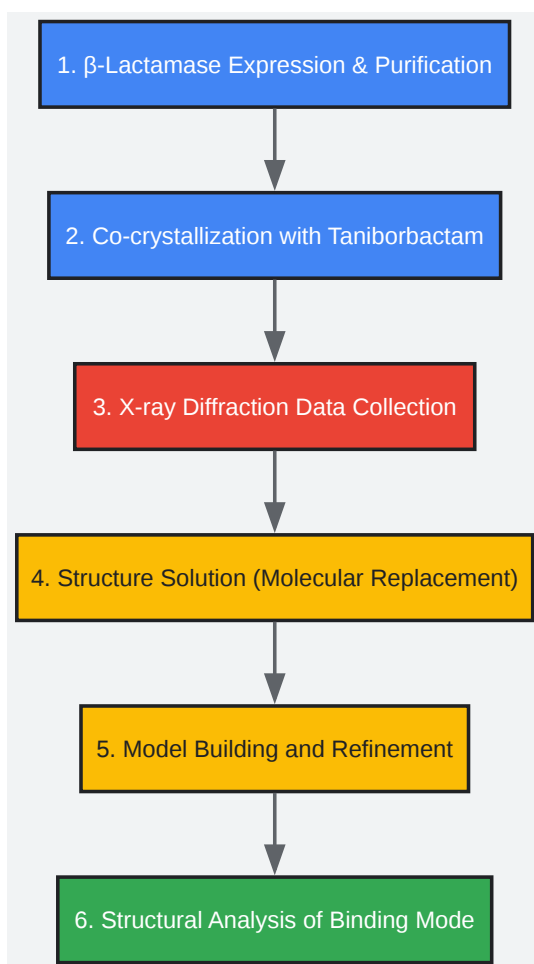 1. β-Lactamase Expression & Purification
2. Co-crystallization with Taniborbactam
3. X-ray Diffraction Data Collection
4. Structure Solution (Molecular Replacement)
5. Model Building and Refinement
6. Structural Analysis of Binding Mode